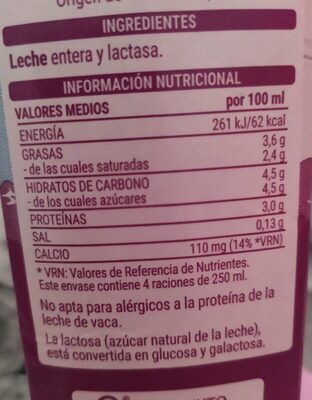 Origen de
INGREDIENTES
Leche entera y lactasa.
INFORMACIÓN NUTRICIONAL
VALORES MEDIOS por 100 ml
ENERGÍA 261 kJ/62 kcal
GRASAS 3,6 g
- de las cuales saturadas 2,4 g
HIDRATOS DE CARBONO 4,5 g
- de los cuales azúcares 4,5 g
PROTEÍNAS 3,0 g
SAL 0,13 g
CALCIO 110 mg (14% *VRN)
* VRN: Valores de Referencia de Nutrientes.
Este envase contiene 4 raciones de 250 ml.
No apta para alérgicos a la proteína de la
leche de vaca.
La lactosa (azúcar natural de la leche),
está convertida en glucosa y galactosa.